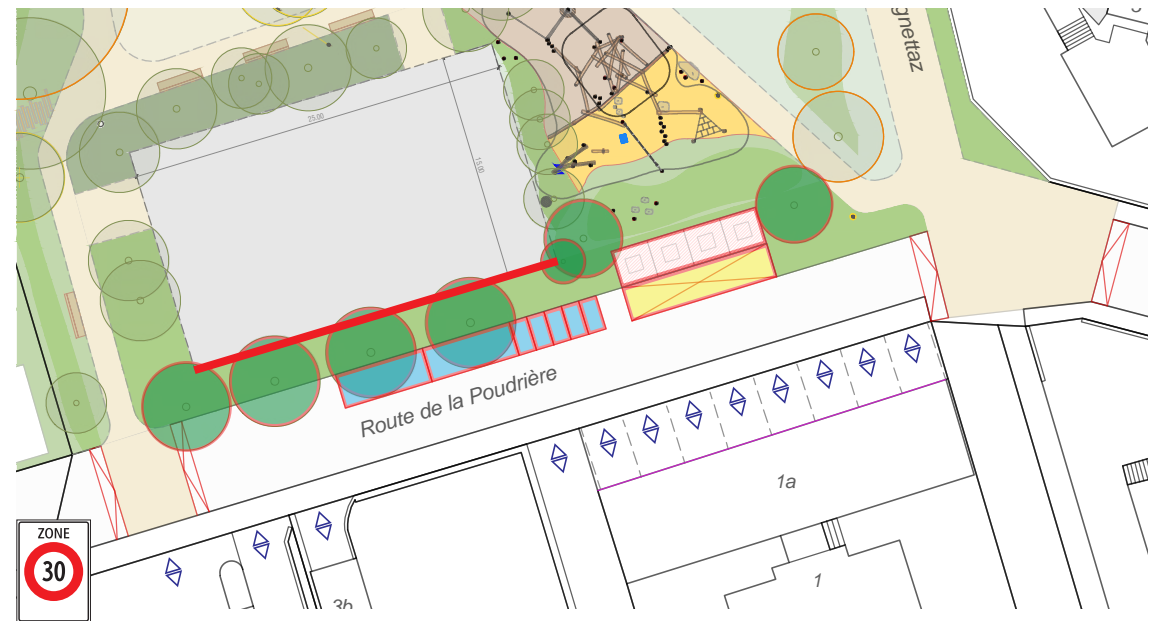 gnettaz
25.00
15.00
Route de la Poudrière
1a
1
3b
ZONE
30